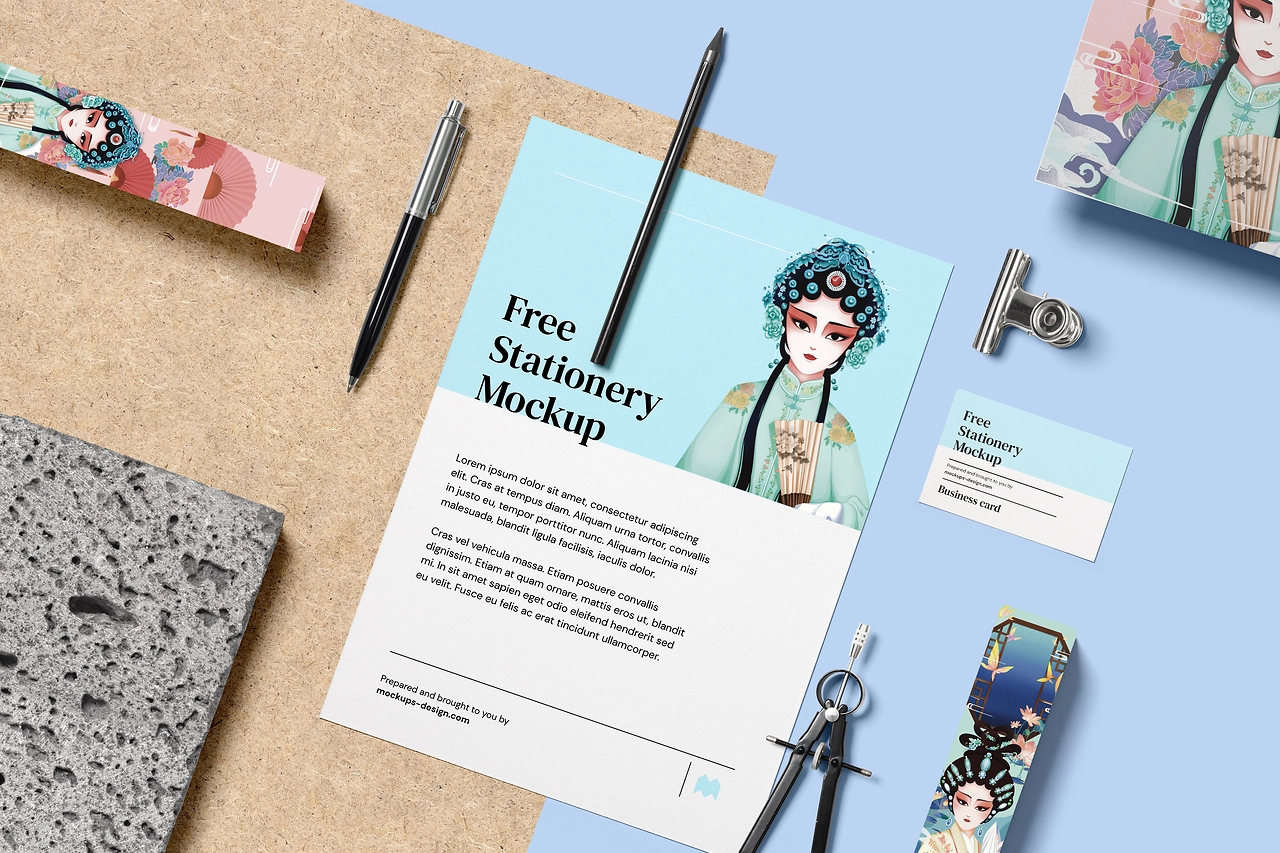 Free
Stationery
Mockup
Lorem ipsum dolor sit amet, consectetur adipiscing
elit. Cras at tempus diam. Aliquam urna tortor, convallis
in justo eu, tempor porttitor nunc. Aliquam lacinia nisi
malesuada, blandit ligula facilisis, iaculis dolor.
Cras vel vehicula massa. Etiam posuere convallis
dignissim. Etiam at quam ornare, mattis eros ut, blandit
mi. In sit amet sapien eget odio eleifend hendrerit sed
eu velit. Fusce eu felis ac erat tincidunt ullamcorper.
Prepared and brought to you by
mockups-design.com
Free
Stationery
Mockup
Prepared and brought to you by
mockups-design.com
Business card